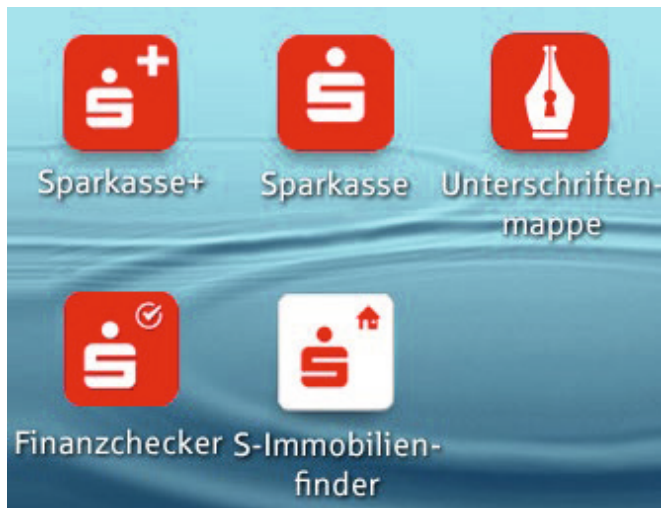 Sparkasse+
Sparkasse
Unterschriften-
mappe
Finanzchecker
S-Immobilien-
finder